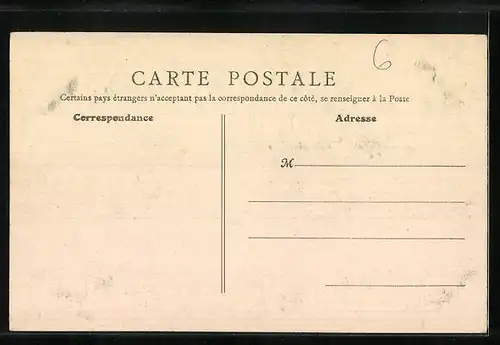 6
CARTE POSTALE
Certains pays étrangers n'acceptant pas la correspondance de ce côté, se renseigner à la Poste
Correspondance
Adresse
M